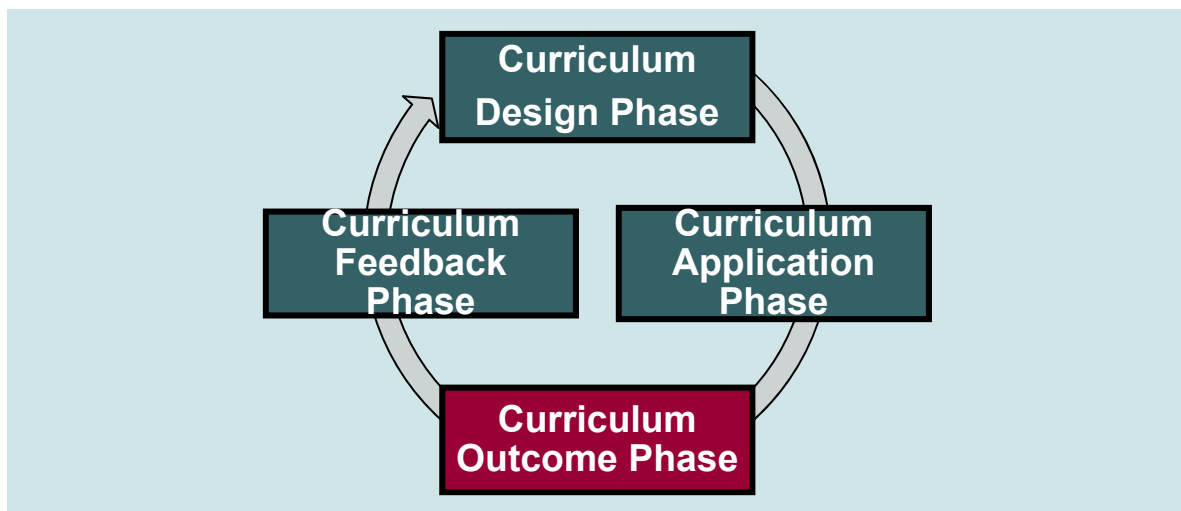 Curriculum
Design Phase
Curriculum
Feedback
Phase
Curriculum
Application
Phase
Curriculum
Outcome Phase